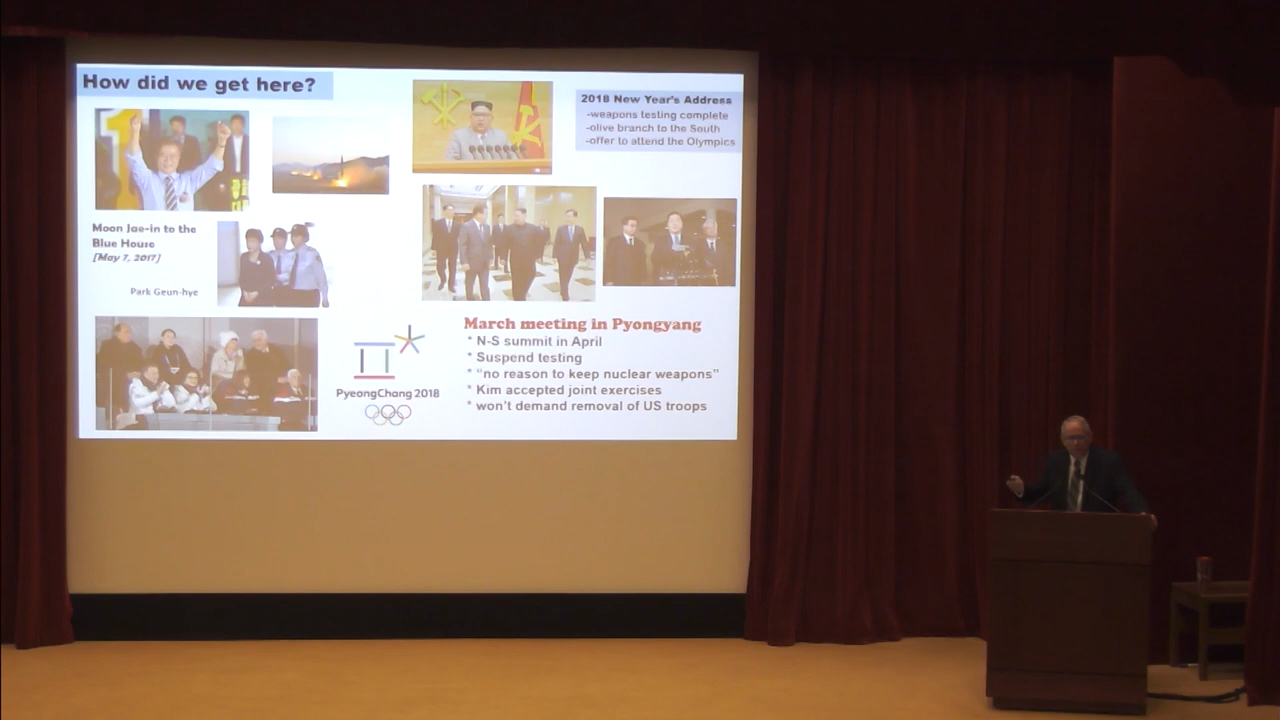 How did we get here?
1
2018 New Year's Address
-weapons testing complete
-olive branch to the South
-offer to attend the Olympics
Moon Jae-in to the
Blue House
[May 7, 2017]
Park Geun-hye
March meeting in Pyongyang
* N-S summit in April
* Suspend testing
* "no reason to keep nuclear weapons"
* Kim accepted joint exercises
* won't demand removal of US troops
PyeongChang 2018